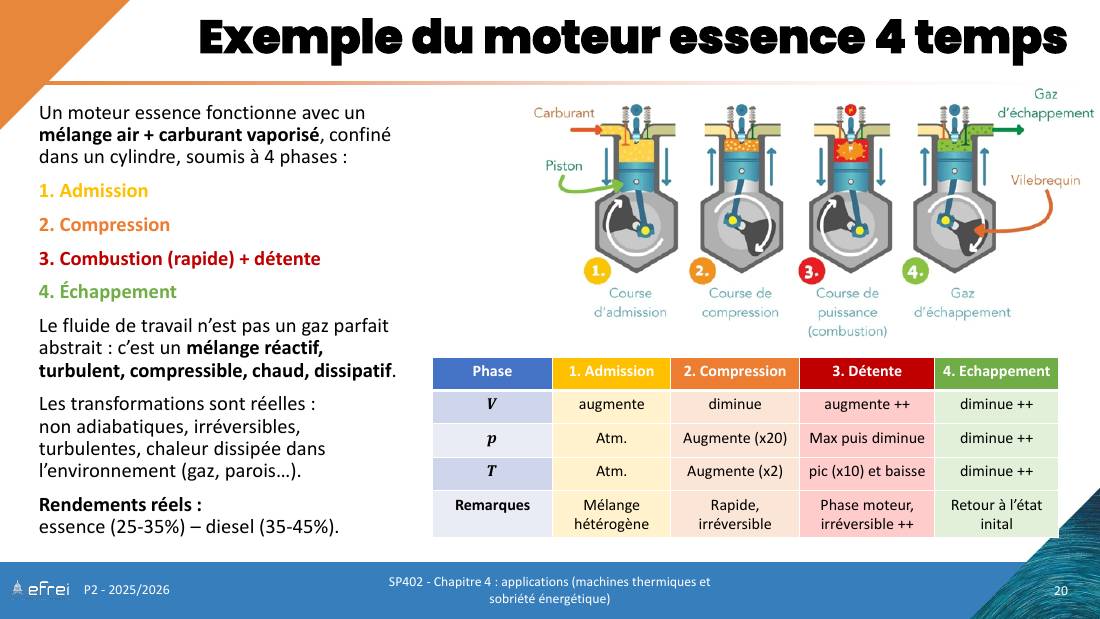 Exemple du moteur essence 4 temps
Un moteur essence fonctionne avec un
mélange air + carburant vaporisé, confiné
dans un cylindre, soumis à 4 phases :
1. Admission
2. Compression
3. Combustion (rapide) + détente
4. Échappement
Le fluide de travail n’est pas un gaz parfait
abstrait : c’est un mélange réactif,
turbulent, compressible, chaud, dissipatif.
Les transformations sont réelles :
non adiabatiques, irréversibles,
turbulentes, chaleur dissipée dans
l’environnement (gaz, parois…).
Rendements réels :
essence (25-35%) – diesel (35-45%).
Carburant
Piston
Gaz
d’échappement
Vilebrequin
1.
2.
3.
4.
Course
d'admission
Course de
compression
Course de
puissance
(combustion)
Gaz
d’échappement
Phase 1. Admission 2. Compression 3. Détente 4. Echappement
V augmente diminue augmente ++ diminue ++
p Atm. Augmente (x20) Max puis diminue diminue ++
T Atm. Augmente (x2) pic (x10) et baisse diminue ++
Remarques Mélange hétérogène Rapide, irréversible Phase moteur, irréversible ++ Retour à l’état inital
efrei P2 - 2025/2026
SP402 - Chapitre 4 : applications (machines thermiques et
sobriété énergétique)
20